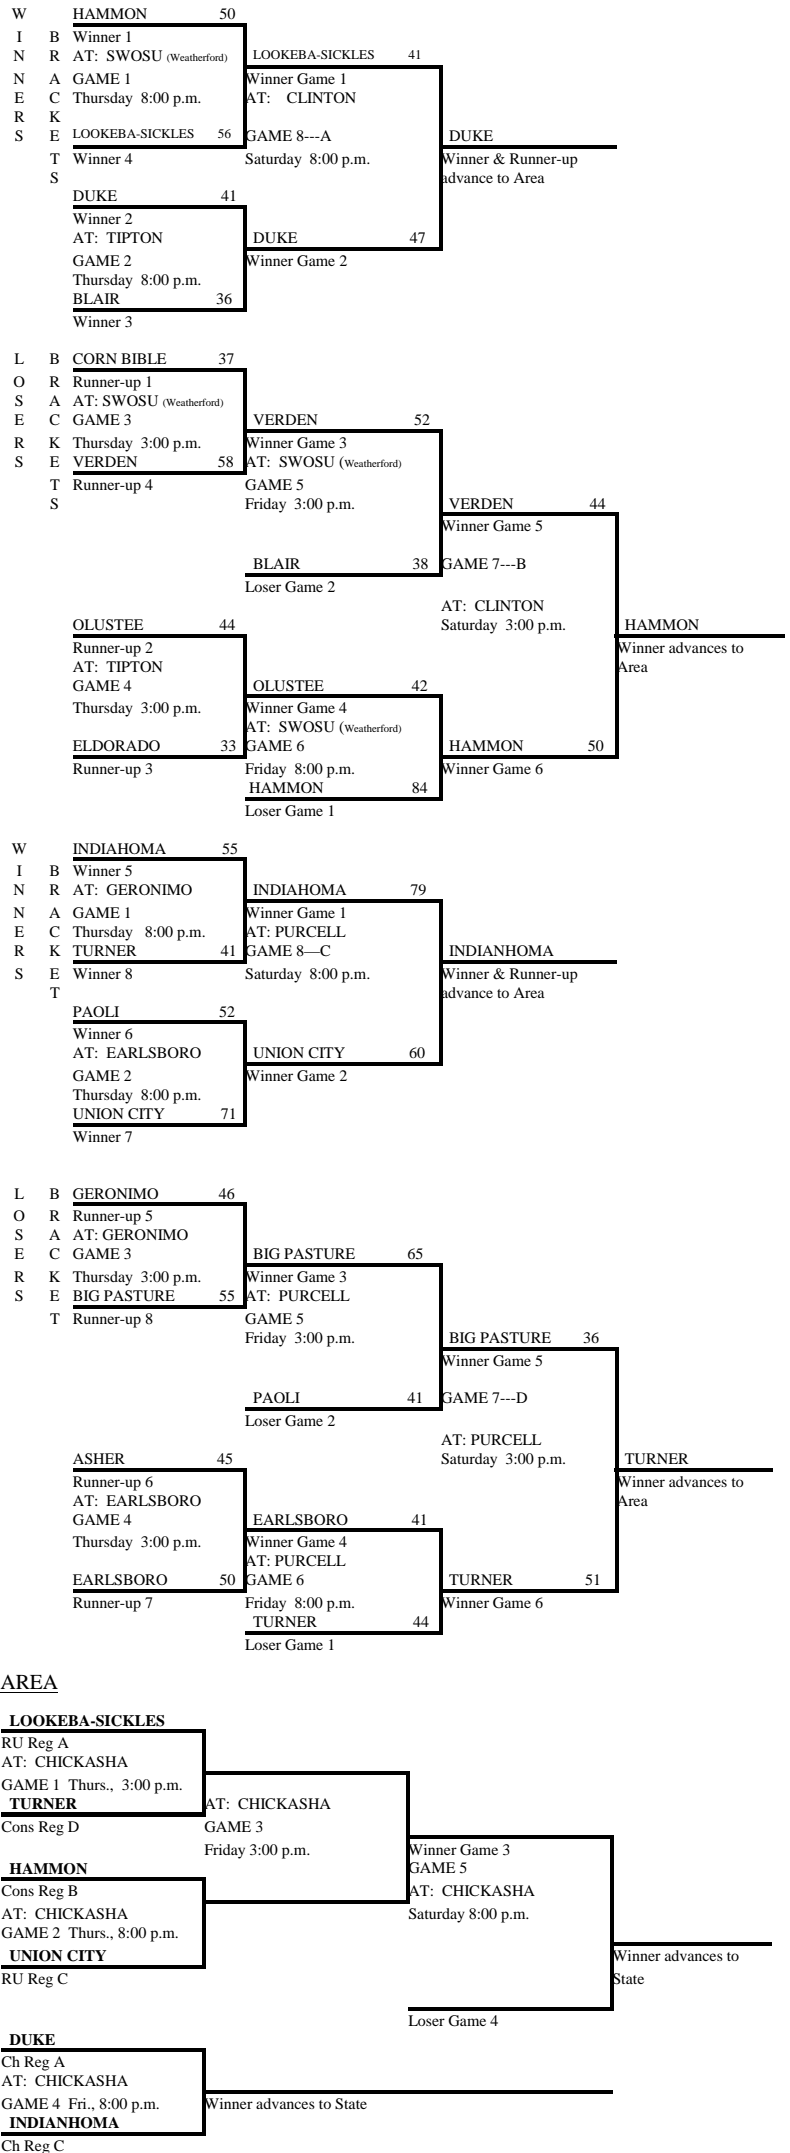 W HAMMON 50
I B Winner 1
N R AT: SWOSU (Weatherford) LOOKEBA-SICKLES 41
N A GAME 1 Winner Game 1
E C Thursday 8:00 p.m. AT: CLINTON
R K
S E LOOKEBA-SICKLES 56 GAME 8---A DUKE
T Winner 4 Saturday 8:00 p.m. Winner & Runner-up
S advance to Area
DUKE 41
Winner 2
AT: TIPTON DUKE 47
GAME 2 Winner Game 2
Thursday 8:00 p.m.
BLAIR 36
Winner 3
L B CORN BIBLE 37
O R Runner-up 1
S A AT: SWOSU (Weatherford)
E C GAME 3 VERDEN 52
R K Thursday 3:00 p.m. Winner Game 3
S E VERDEN 58 AT: SWOSU (Weatherford)
T Runner-up 4 GAME 5
S Friday 3:00 p.m. VERDEN 44
Winner Game 5
BLAIR 38 GAME 7---B
Loser Game 2
AT: CLINTON
OLUSTEE 44 Saturday 3:00 p.m. HAMMON
Runner-up 2 Winner advances to
AT: TIPTON Area
GAME 4 OLUSTEE 42
Thursday 3:00 p.m. Winner Game 4
AT: SWOSU (Weatherford)
ELDORADO 33 GAME 6 HAMMON 50
Runner-up 3 Friday 8:00 p.m. Winner Game 6
HAMMON 84
Loser Game 1
W INDIAHOMA 55
I B Winner 5
N R AT: GERONIMO INDIAHOMA 79
N A GAME 1 Winner Game 1
E C Thursday 8:00 p.m. AT: PURCELL
R K TURNER 41 GAME 8—C INDIANHOMA
S E Winner 8 Saturday 8:00 p.m. Winner & Runner-up
T advance to Area
PAOLI 52
Winner 6
AT: EARLSBORO UNION CITY 60
GAME 2 Winner Game 2
Thursday 8:00 p.m.
UNION CITY 71
Winner 7
L B GERONIMO 46
O R Runner-up 5
S A AT: GERONIMO
E C GAME 3 BIG PASTURE 65
R K Thursday 3:00 p.m. Winner Game 3
S E BIG PASTURE 55 AT: PURCELL
T Runner-up 8 GAME 5
Friday 3:00 p.m. BIG PASTURE 36
Winner Game 5
PAOLI 41 GAME 7---D
Loser Game 2
AT: PURCELL
ASHER 45 Saturday 3:00 p.m. TURNER
Runner-up 6 Winner advances to
AT: EARLSBORO Area
GAME 4 EARLSBORO 41
Thursday 3:00 p.m. Winner Game 4
AT: PURCELL
EARLSBORO 50 GAME 6 TURNER 51
Runner-up 7 Friday 8:00 p.m. Winner Game 6
TURNER 44
Loser Game 1
AREA
LOOKEBA-SICKLES
RU Reg A
AT: CHICKASHA
GAME 1 Thurs., 3:00 p.m.
TURNER AT: CHICKASHA
Cons Reg D GAME 3
Friday 3:00 p.m. Winner Game 3
HAMMON GAME 5
Cons Reg B AT: CHICKASHA
AT: CHICKASHA Saturday 8:00 p.m.
GAME 2 Thurs., 8:00 p.m.
UNION CITY Winner advances to
RU Reg C State
Loser Game 4
DUKE
Ch Reg A
AT: CHICKASHA
GAME 4 Fri., 8:00 p.m. Winner advances to State
INDIANHOMA
Ch Reg C